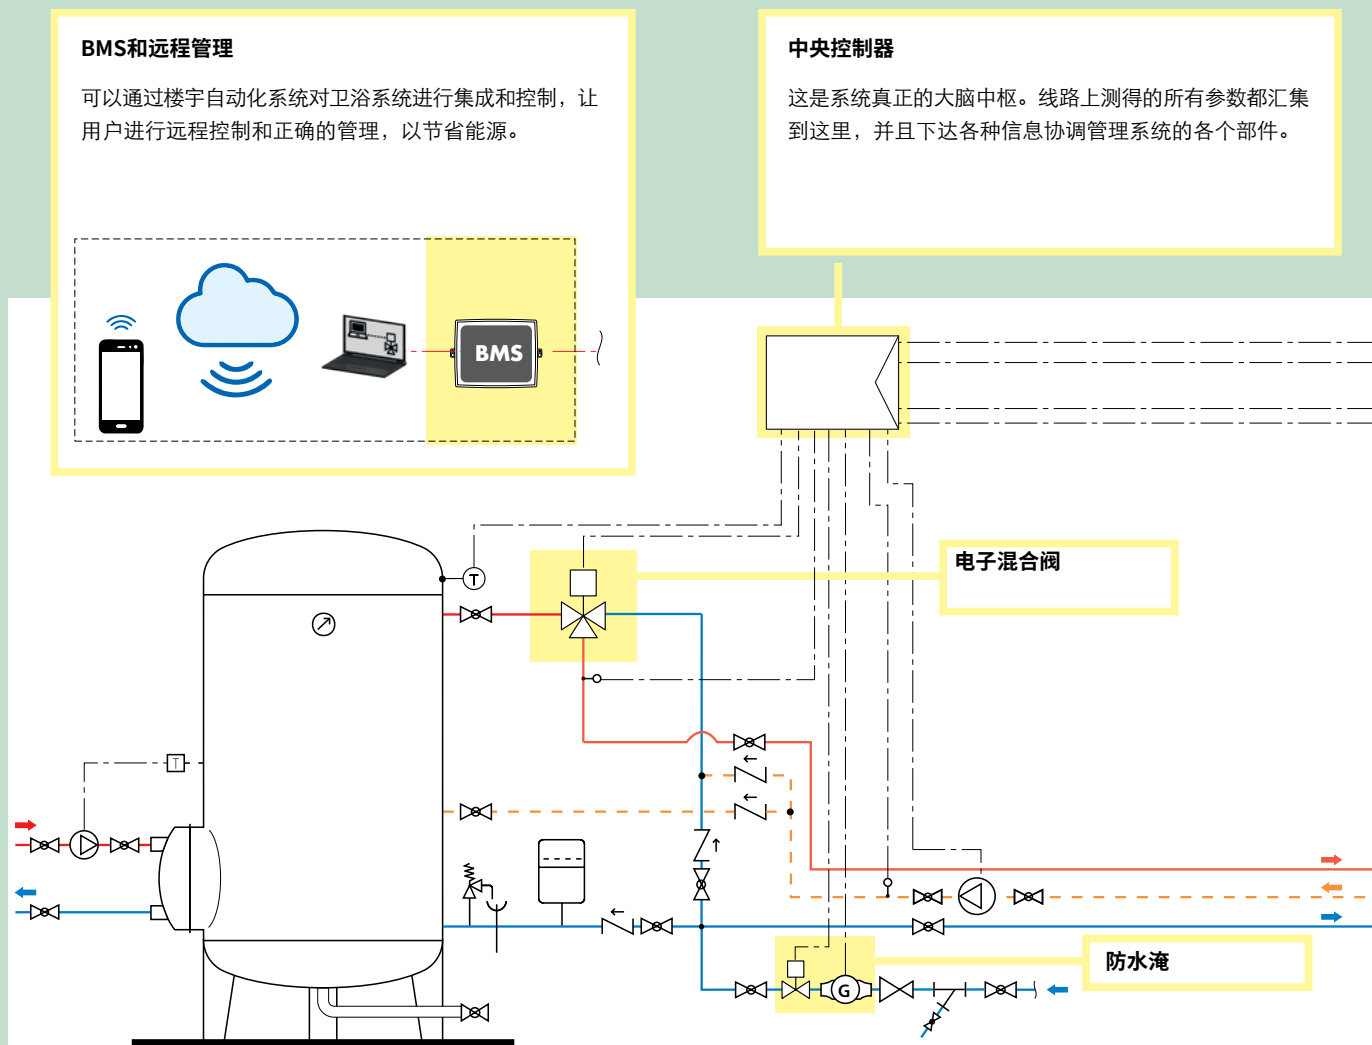 BMS和远程管理
可以通过楼宇自动化系统对卫浴系统进行集成和控制，让
用户进行远程控制和正确的管理，以节省能源。
中央控制器
这是系统真正的大脑中枢。线路上测得的所有参数都汇集
到这里，并且下达各种信息协调管理系统的各个部件。
BMS
电子混合阀
T
T
防水淹
G